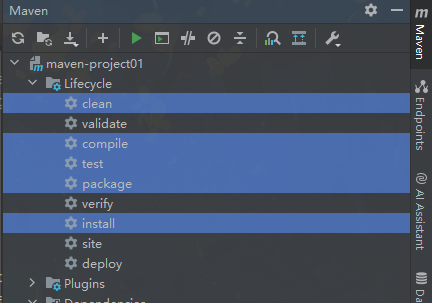 Maven
maven-project01
Lifecycle
clean
validate
compile
test
package
verify
install
site
deploy
Plugins
Dependencies
Maven
Endpoints
AI Assistant
Da